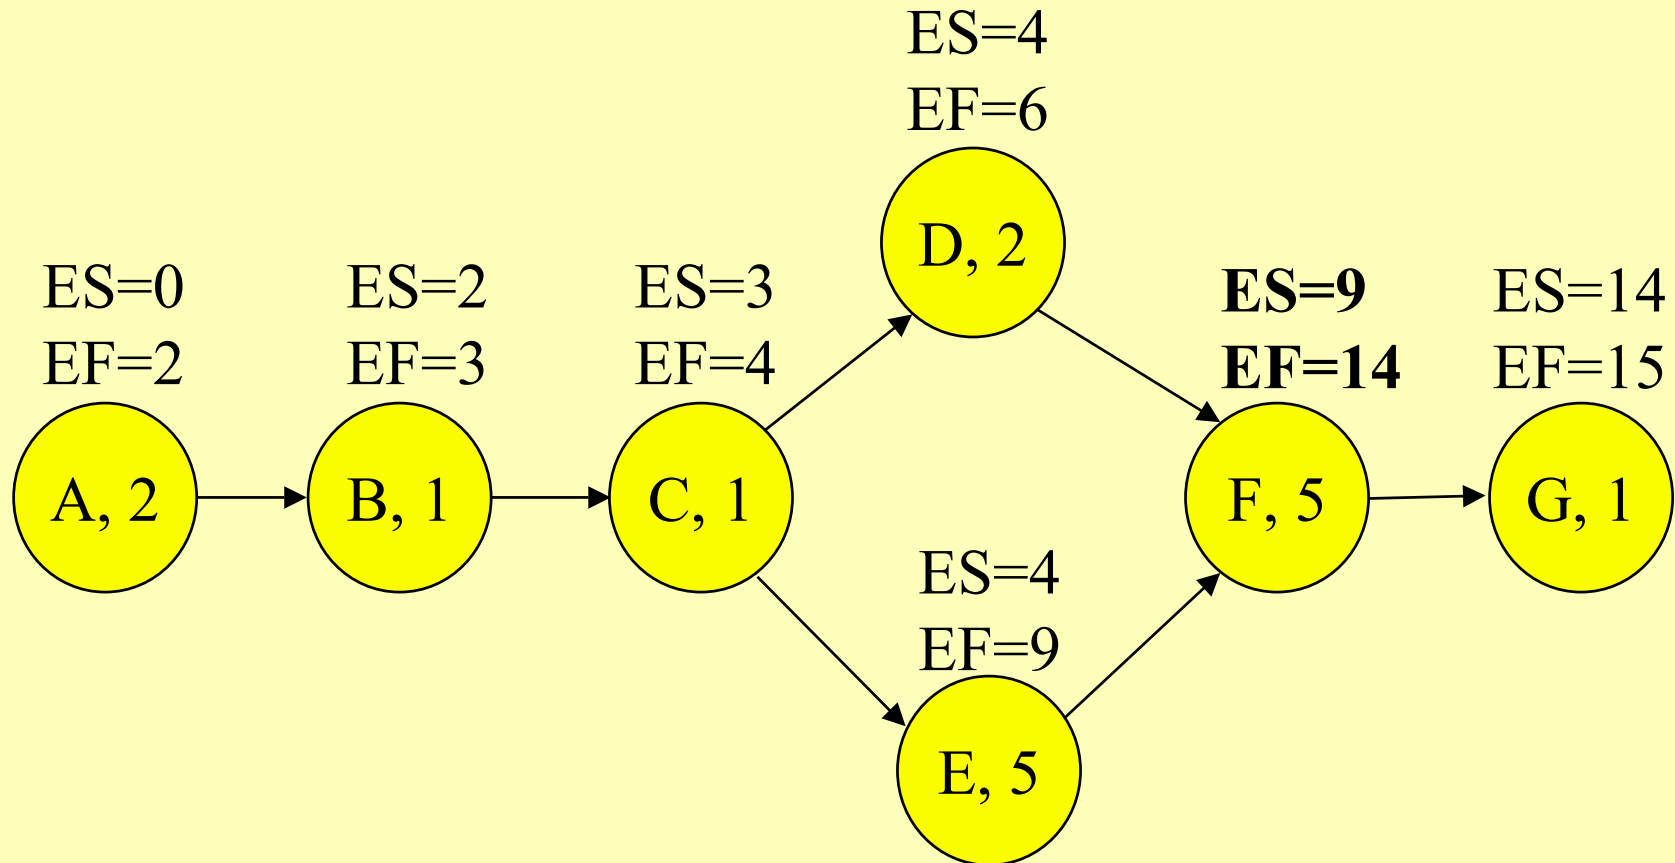 ES=4
EF=6
D, 2
ES=0
EF=2
ES=2
EF=3
ES=3
EF=4
ES=9
EF=14
ES=14
EF=15
A, 2
B, 1
C, 1
F, 5
G, 1
ES=4
EF=9
E, 5